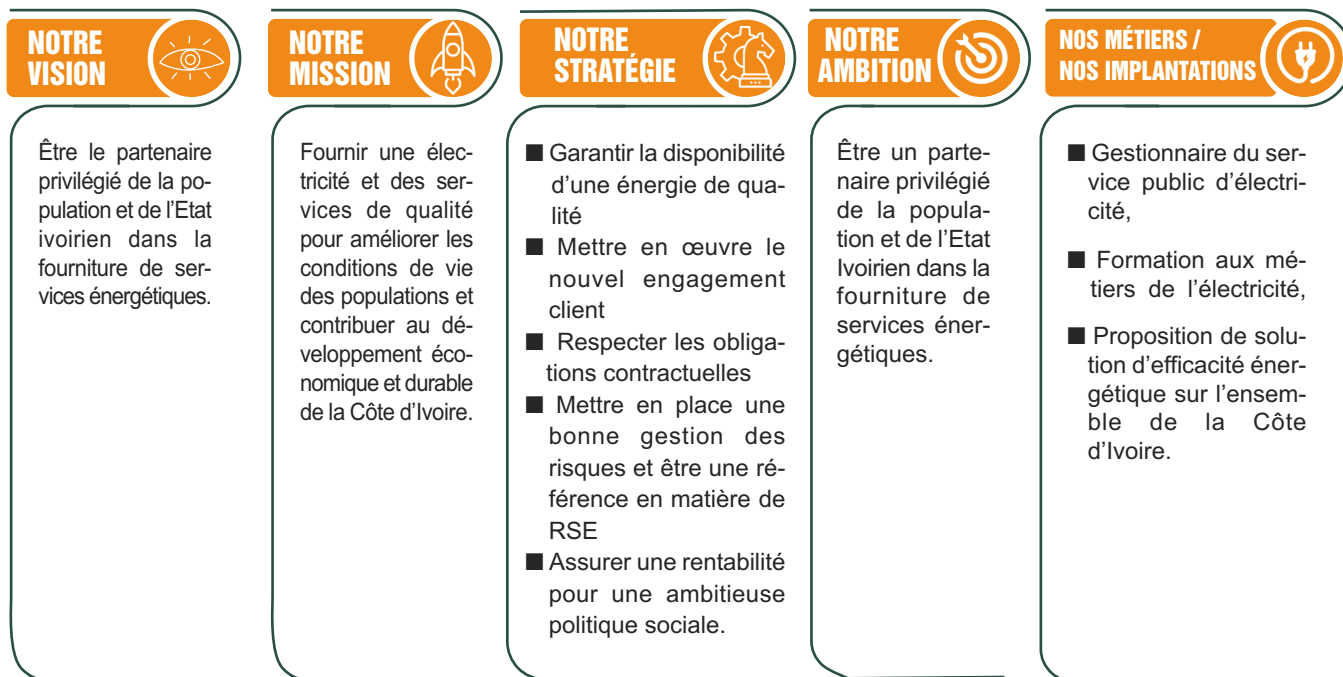 NOTRE
VISION
Être le partenaire
privilégié de la po-
pulation et de l'Etat
ivoirien dans la
fourniture de ser-
vices énergétiques.
NOTRE
MISSION
Fournir une élec-
tricité et des ser-
vices de qualité
pour améliorer les
conditions de vie
des populations et
contribuer au dé-
veloppement éco-
nomique et durable
de la Côte d'Ivoire.
NOTRE
STRATÉGIE
■ Garantir la disponibilité
d'une énergie de qua-
lité
■ Mettre en œuvre le
nouvel engagement
client
■ Respecter les obliga-
tions contractuelles
■ Mettre en place une
bonne gestion des
risques et être une ré-
férence en matière de
RSE
■ Assurer une rentabilité
pour une ambitieuse
politique sociale.
NOTRE
AMBITION
Être un parte-
naire privilégié
de la popula-
tion et de l'Etat
Ivoirien dans la
fourniture de
services éner-
gétiques.
NOS MÉTIERS /
NOS IMPLANTATIONS
■ Gestionnaire du ser-
vice public d'électri-
cité,
■ Formation aux mé-
tiers de l'électricité,
■ Proposition de solu-
tion d'efficacité éner-
gétique sur l'ensem-
ble de la Côte
d'Ivoire.